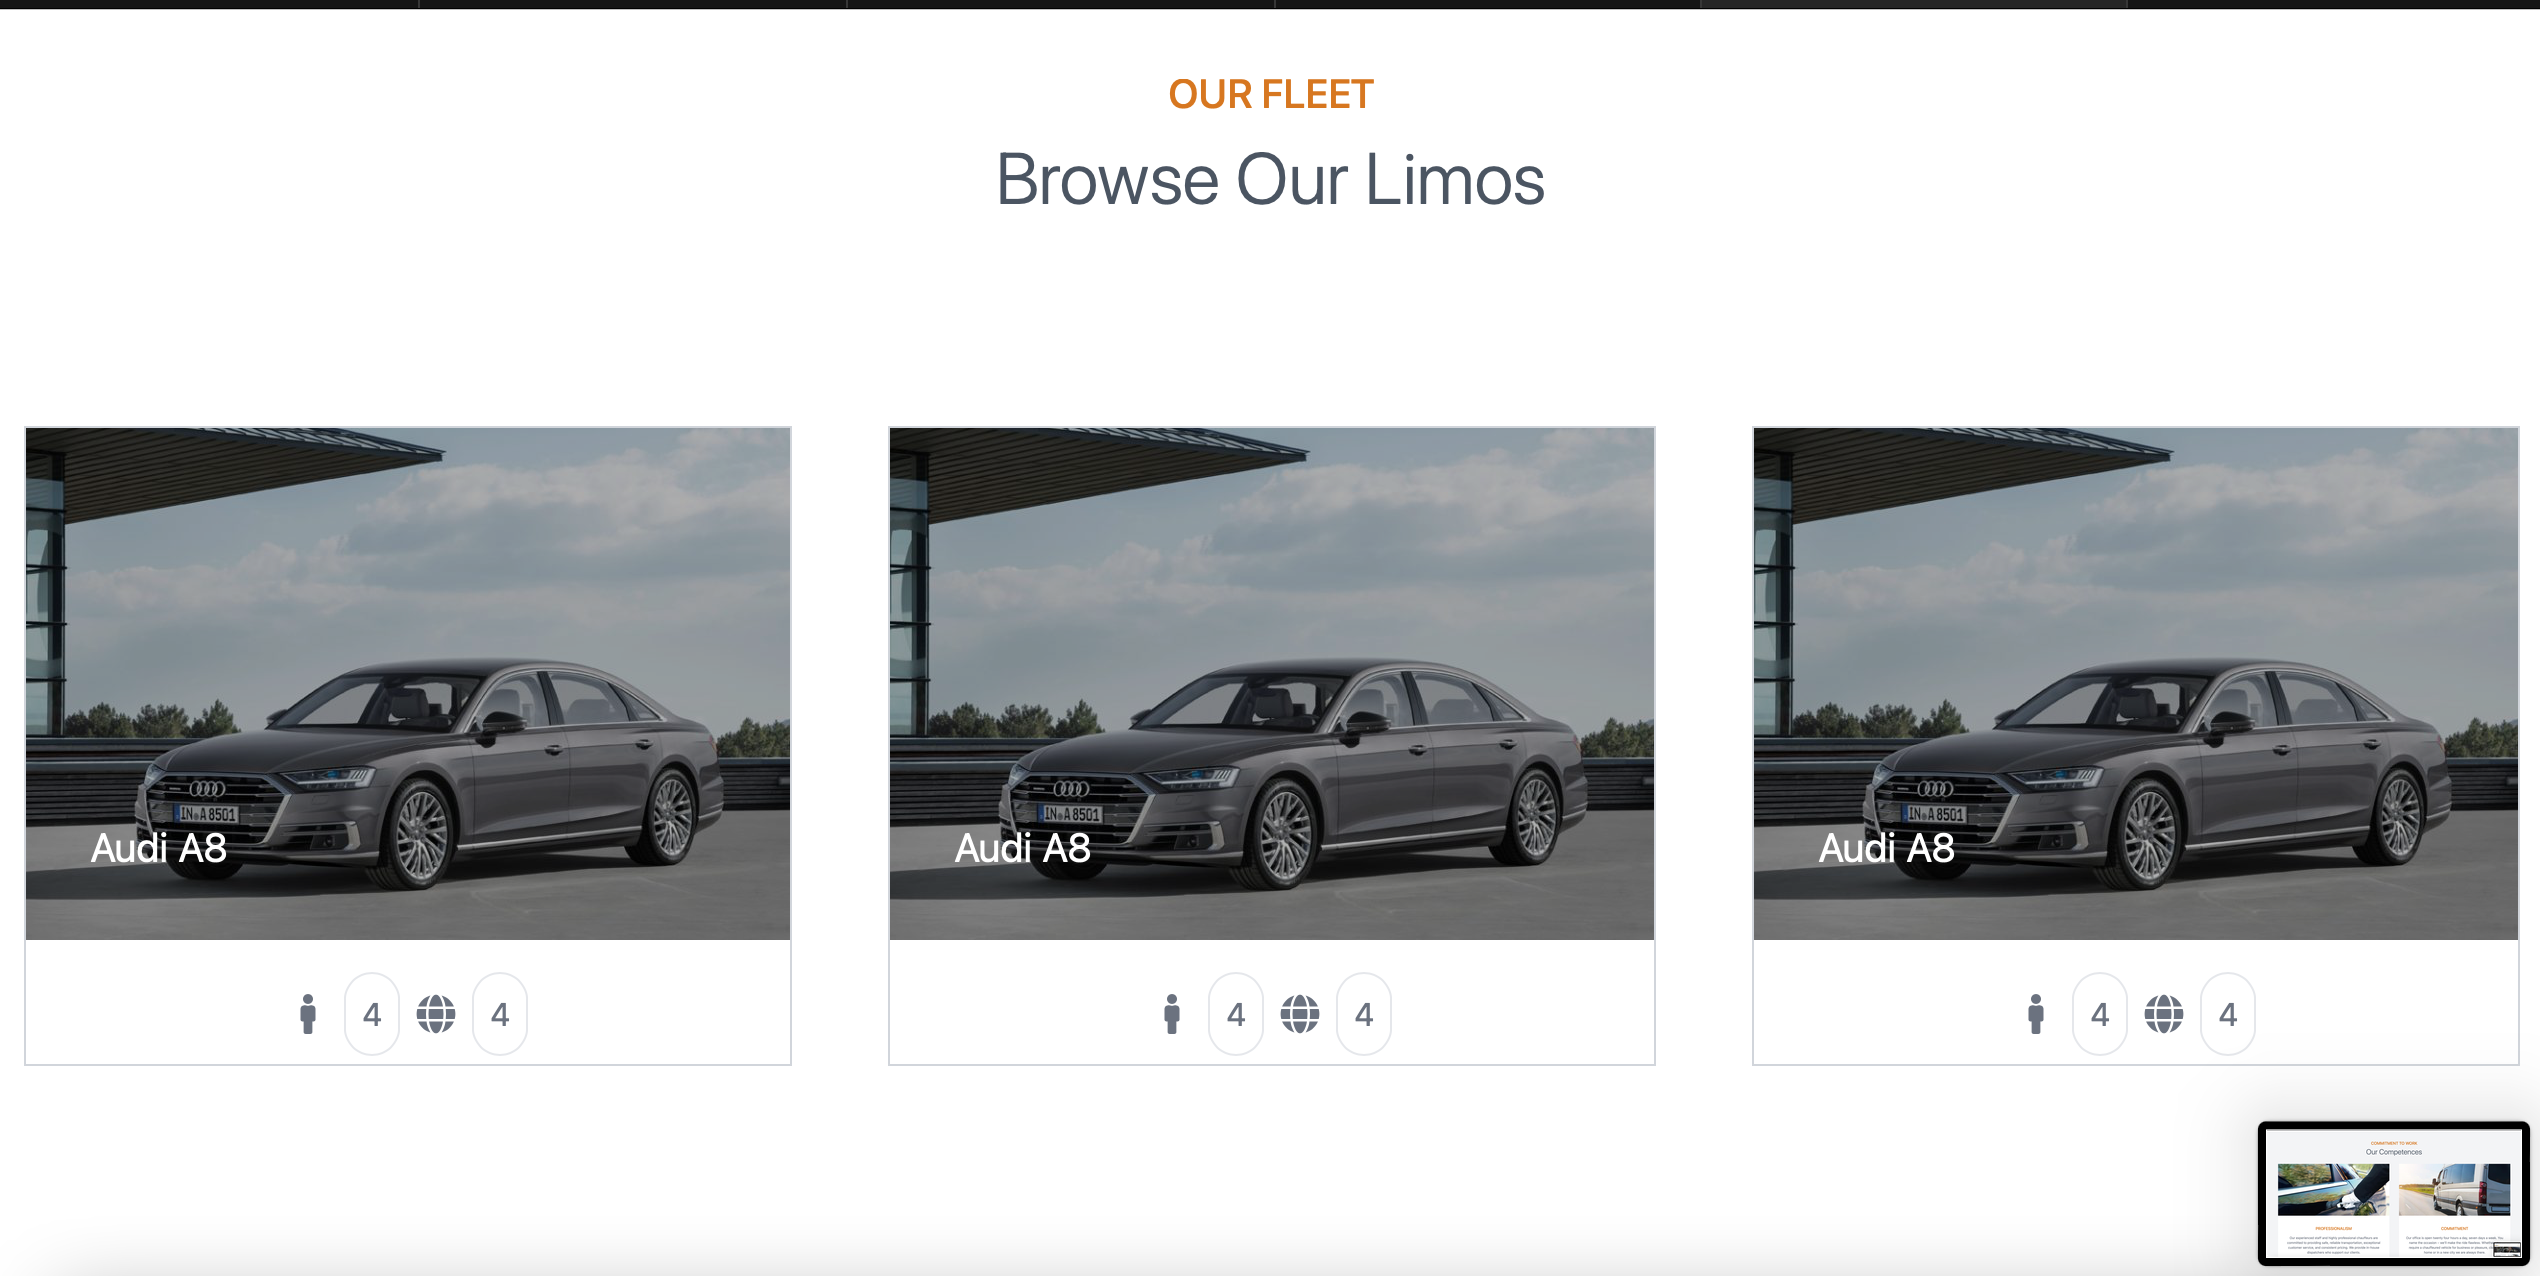 OUR FLEET
Browse Our Limos
IN A 8501
Audi A8
IN A 8501
Audi A8
IN A 8501
Audi A8
4 4
4 4
4 4
COMMITMENT TO WORK
Our Competences
PROFESSIONALISM
COMMITMENT